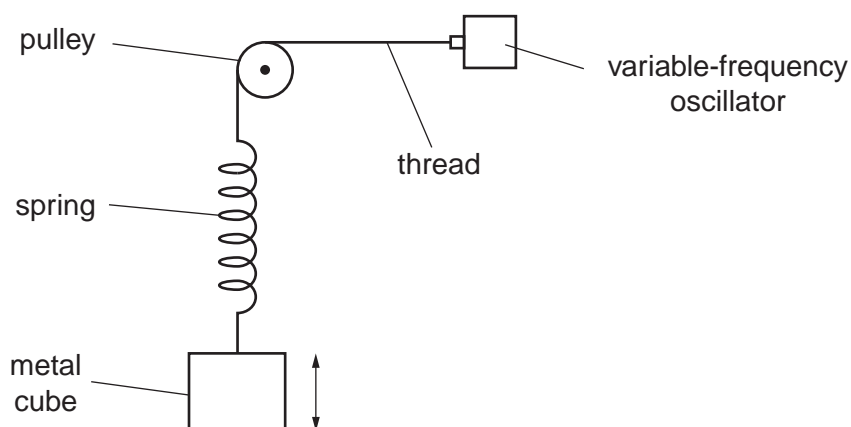 pulley
variable-frequency
oscillator
thread
spring
metal
cube